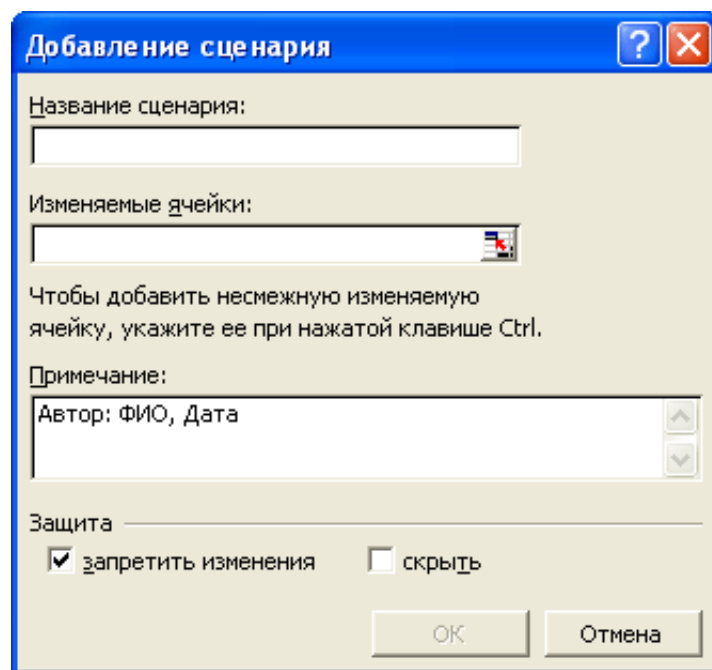 Добавление сценария
Название сценария:
Изменяемые ячейки:
Чтобы добавить несмежную изменяемую
ячейку, укажите ее при нажатой клавише Ctrl.
Примечание:
Автор: ФИО, Дата
Защита
запретить изменения скрыть
ОК Отмена